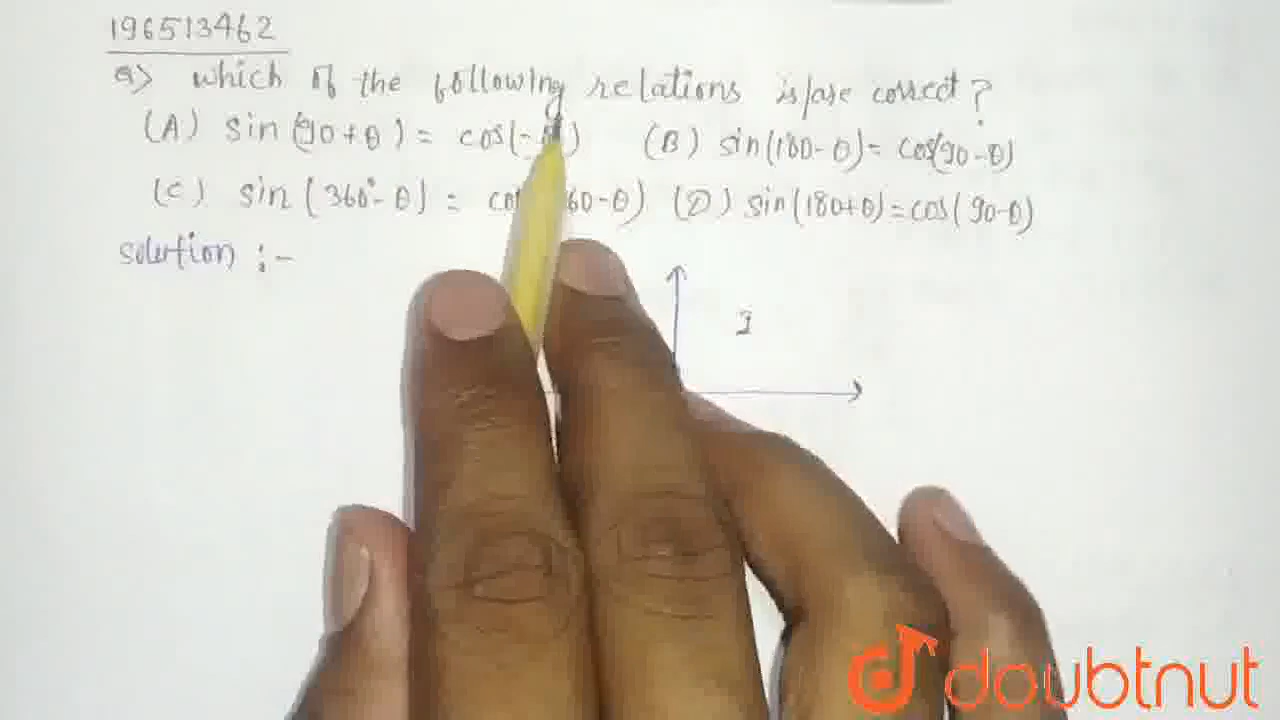 196513462
Q) which of the following relations is/are correct?
(A) sin(90+θ) = cos(-θ) (B) sin(180-θ) = cos(90-θ)
(C) sin(360°-θ) = 60-θ) (D) sin(180+θ) = cos(90-θ)
solution :-
I
doubtnut